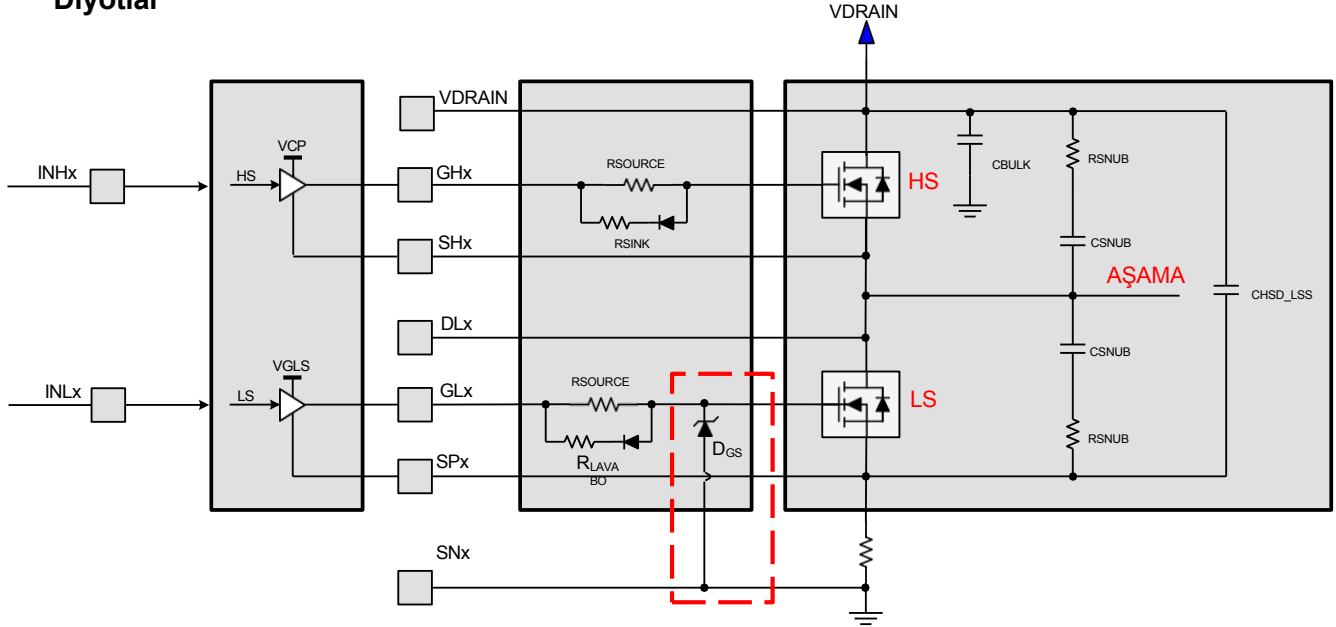 Diyotlar
VDRAIN
VDRAIN
INHx
VCP
HS
GHx
RSOURCE
RSINK
HS
CBULK
RSNUB
SHx
CSNUB
AŞAMA
CHSD_LSS
DLx
CSNUB
INLx
VGLS
LS
GLx
RSOURCE
LS
RLAVA
BO
DGS
RSNUB
SPx
SNx